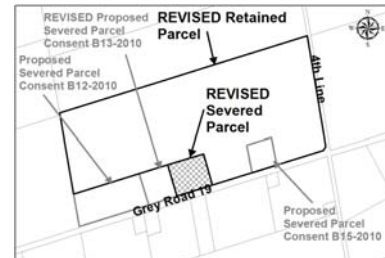 REVISED Proposed
Severed Parcel
Consent B13-2010
REVISED Retained
Parcel
Proposed
Severed Parcel
Consent B12-2010
REVISED
Severed
Parcel
4th Line
Grey Road 19
Proposed
Severed Parcel
Consent B15-2010